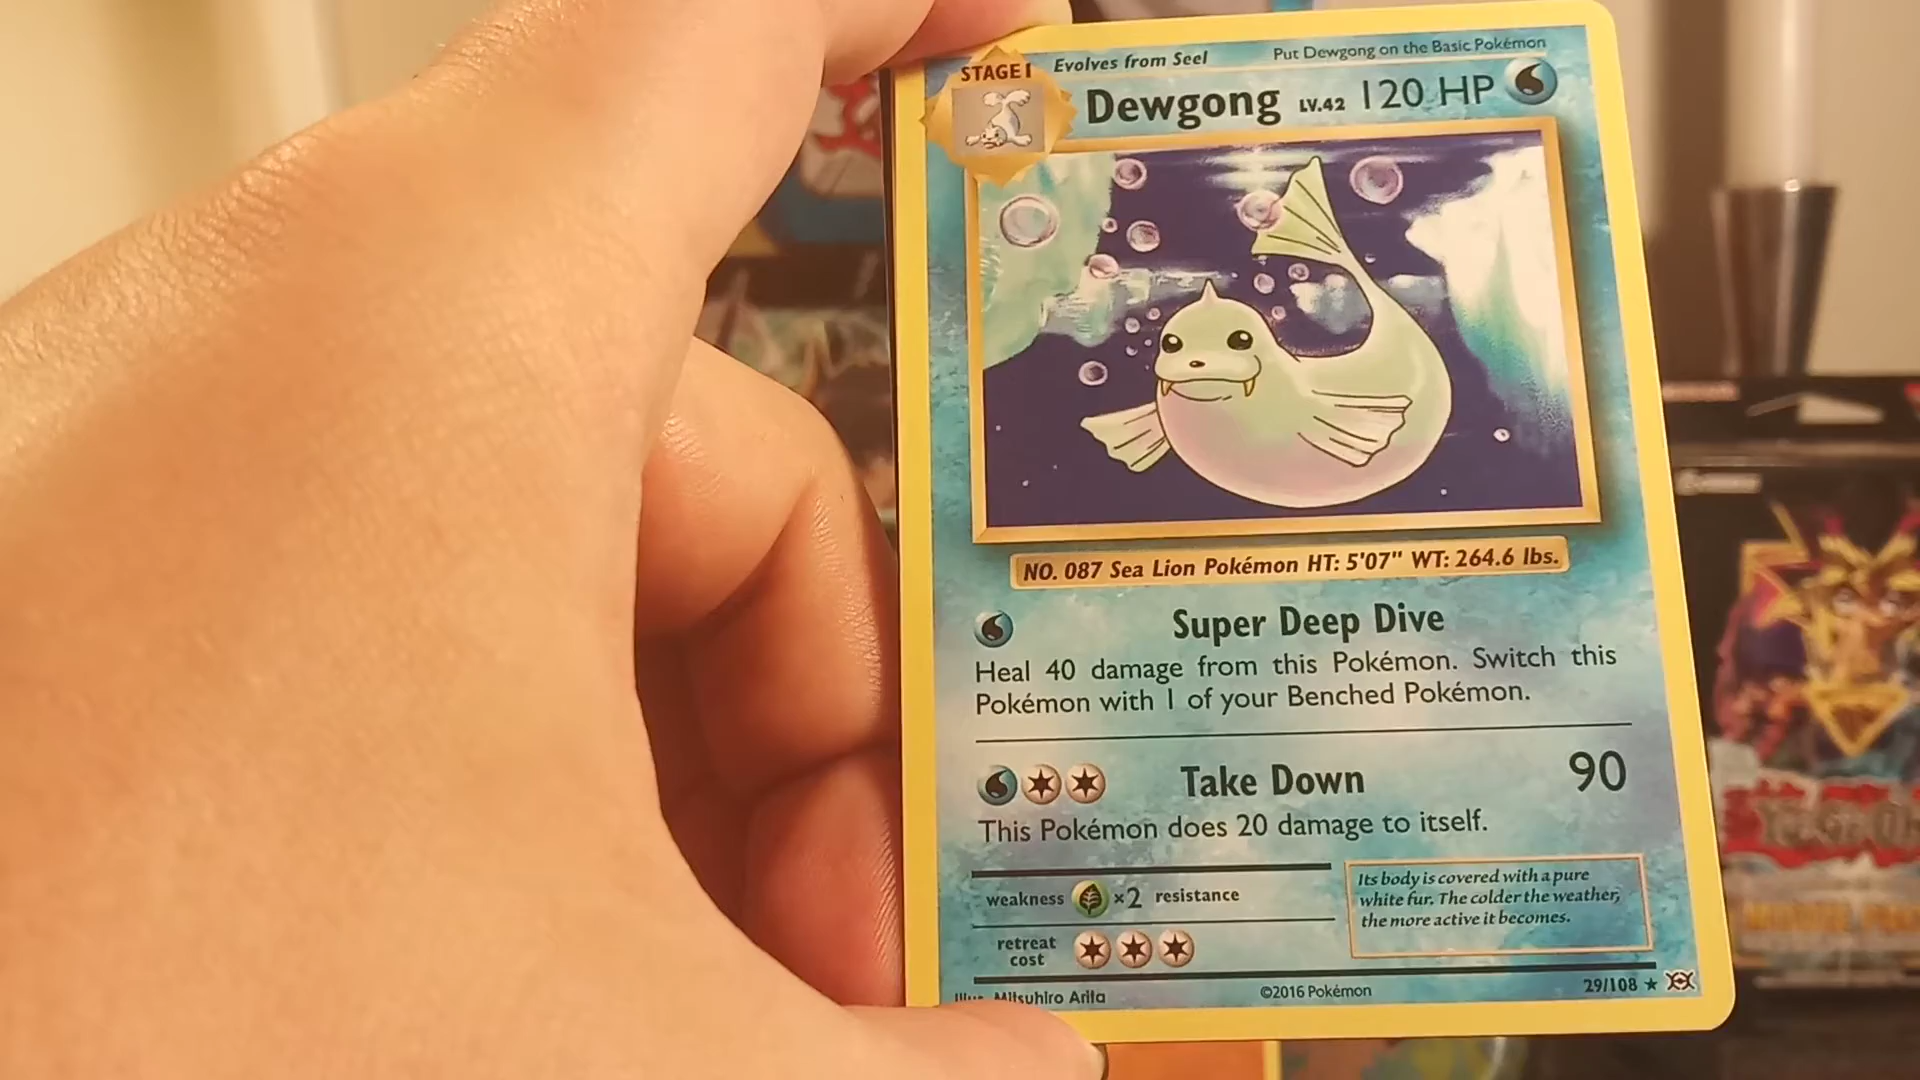 STAGE 1 Evolves from Seel Put Dewgong on the Basic Pokémon
Dewgong LV.42 120 HP
NO. 087 Sea Lion Pokémon HT: 5'07" WT: 264.6 lbs.
Super Deep Dive
Heal 40 damage from this Pokémon. Switch this
Pokémon with 1 of your Benched Pokémon.
Take Down 90
This Pokémon does 20 damage to itself.
weakness ×2 resistance
retreat
cost
Its body is covered with a pure
white fur. The colder the weather,
the more active it becomes.
Illus. Mitsuhiro Arita ©2016 Pokémon 29/108 ★